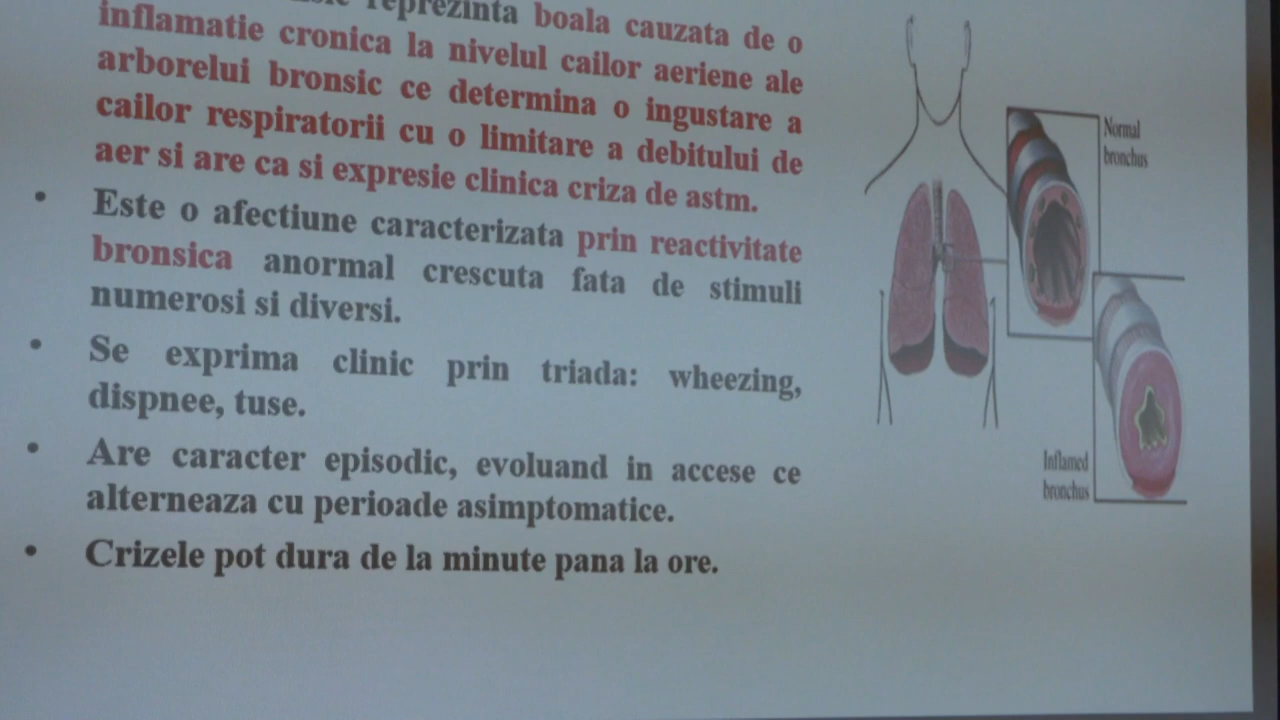 reprezinta boala cauzata de o
inflamatie cronica la nivelul cailor aeriene ale
arborelui bronsic ce determina o ingustare a
cailor respiratorii cu o limitare a debitului de
aer si are ca si expresie clinica criza de astm.
• Este o afectiune caracterizata prin reactivitate
bronsica anormal crescuta fata de stimuli
numerosi si diversi.
• Se exprima clinic prin triada: wheezing,
dispnee, tuse.
• Are caracter episodic, evoluand in accese ce
alterneaza cu perioade asimptomatice.
• Crizele pot dura de la minute pana la ore.
Normal
bronchus
Inflamed
bronchus